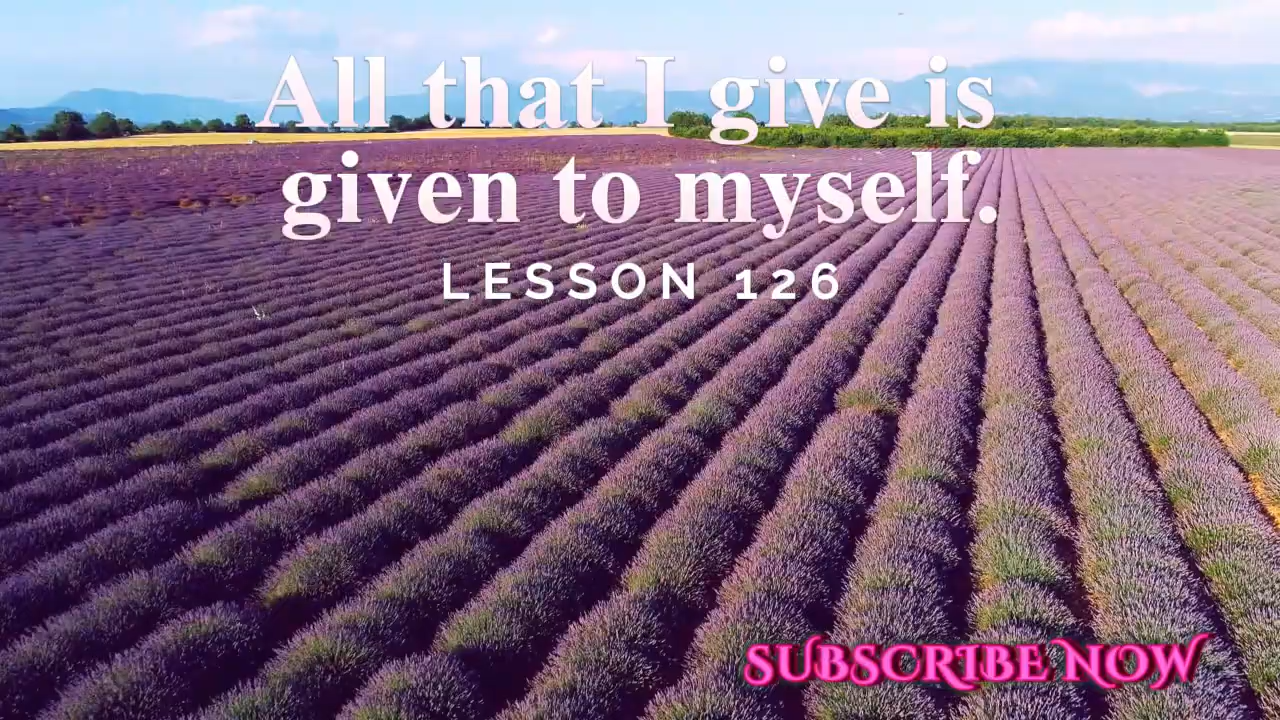 All that I give is
given to myself.
LESSON 126
SUBSCRIBE NOW